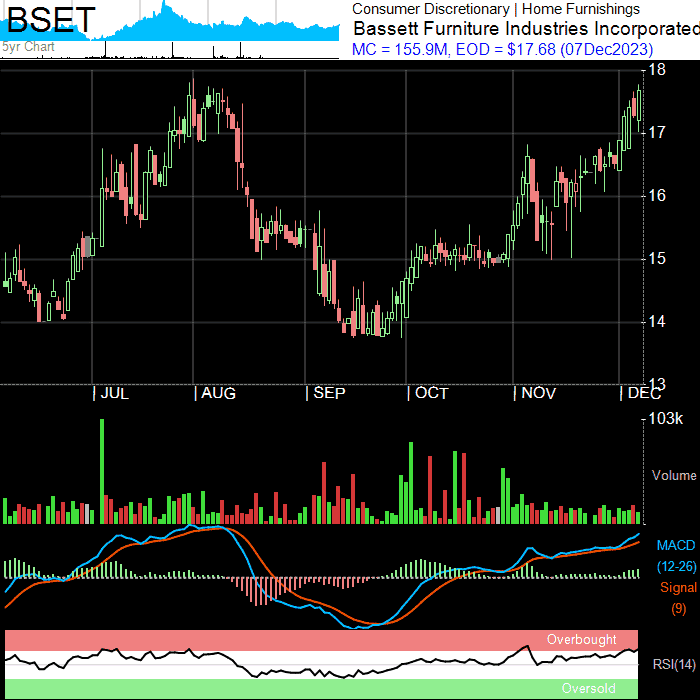 BSET
5yr Chart
Consumer Discretionary | Home Furnishings
Bassett Furniture Industries Incorporated
MC = 155.9M, EOD = $17.68 (07Dec2023)
18
17
16
15
14
13
| JUL | AUG | SEP | OCT | NOV | DEC
103k
Volume
MACD
(12-26)
Signal
(9)
Overbought
RSI(14)
Oversold